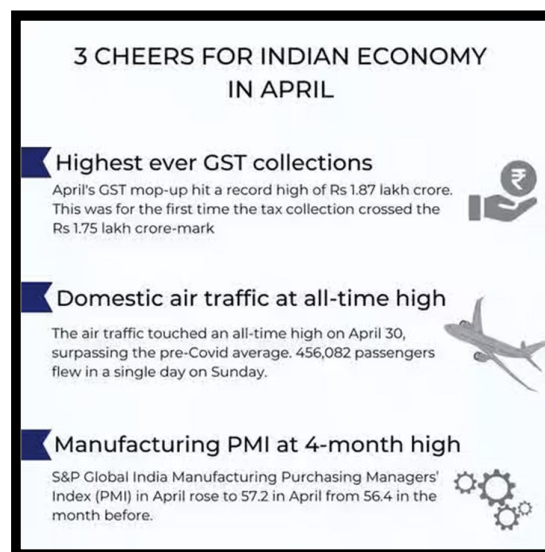 3 CHEERS FOR INDIAN ECONOMY
IN APRIL
Highest ever GST collections
April's GST mop-up hit a record high of Rs 1.87 lakh crore.
This was for the first time the tax collection crossed the
Rs 1.75 lakh crore-mark
₹
Domestic air traffic at all-time high
The air traffic touched an all-time high on April 30,
surpassing the pre-Covid average. 456,082 passengers
flew in a single day on Sunday.
Manufacturing PMI at 4-month high
S&P Global India Manufacturing Purchasing Managers'
Index (PMI) in April rose to 57.2 in April from 56.4 in the
month before.